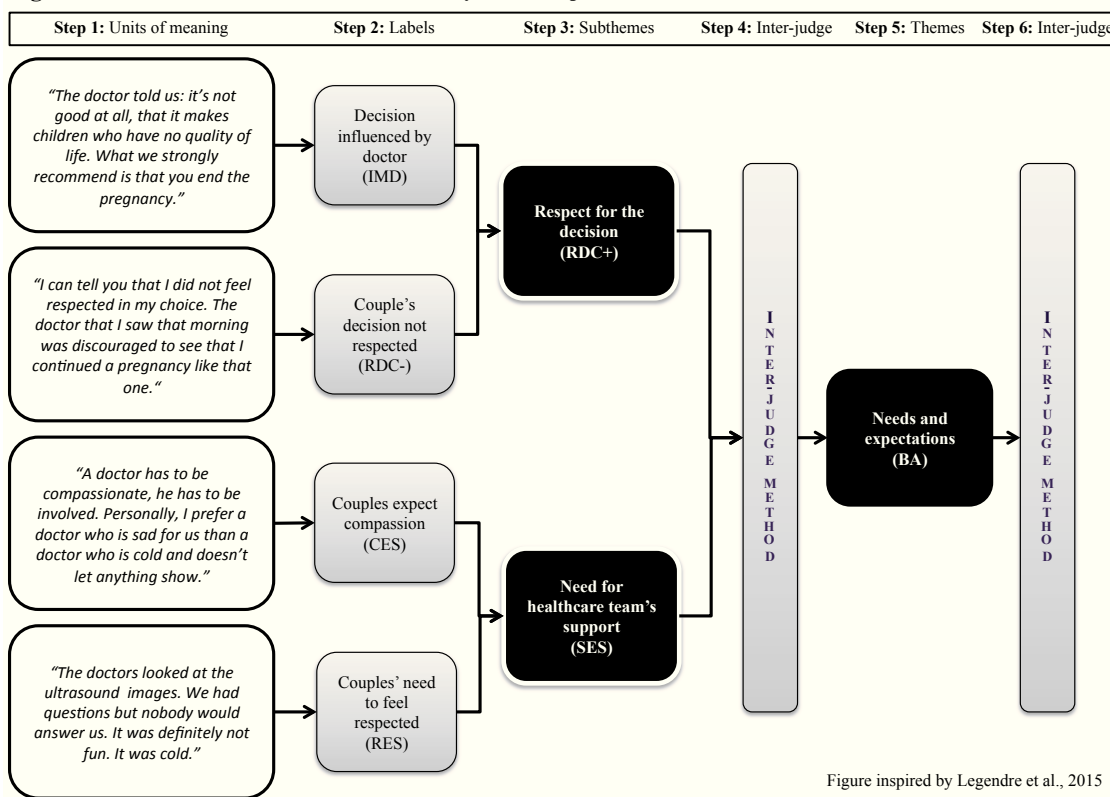 Step 1: Units of meaning
Step 2: Labels
Step 3: Subthemes
Step 4: Inter-judge
Step 5: Themes
Step 6: Inter-judge
“The doctor told us: it’s not
good at all, that it makes
children who have no quality of
life. What we strongly
recommend is that you end the
pregnancy.”
Decision
influenced by
doctor
(IMD)
“I can tell you that I did not feel
respected in my choice. The
doctor that I saw that morning
was discouraged to see that I
continued a pregnancy like that
one.“
Couple’s
decision not
respected
(RDC-)
Respect for the
decision
(RDC+)
“A doctor has to be
compassionate, he has to be
involved. Personally, I prefer a
doctor who is sad for us than a
doctor who is cold and doesn’t
let anything show.”
Couples expect
compassion
(CES)
“The doctors looked at the
ultrasound images. We had
questions but nobody would
answer us. It was definitely not
fun. It was cold.”
Couples’ need
to feel
respected
(RES)
Need for
healthcare team’s
support
(SES)
INTER-JUDGE METHOD
Needs and
expectations
(BA)
INTER-JUDGE METHOD
Figure inspired by Legendre et al., 2015